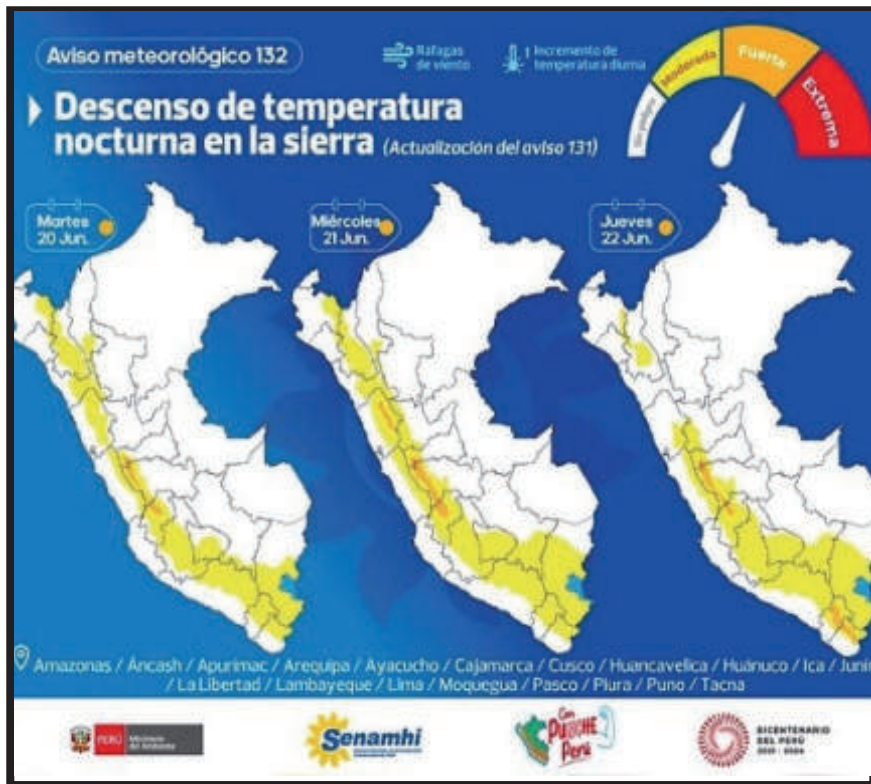 Aviso meteorológico 132
Ráfagas
de viento
Incremento de
temperatura diurna
Moderada
Fuerte
Extrema
Descenso de temperatura
nocturna en la sierra (Actualización del aviso 131)
Martes
20 Jun.
Miércoles
21 Jun.
Jueves
22 Jun.
Amazonas / Áncash / Apurímac / Arequipa / Ayacucho / Cajamarca / Cusco / Huancavelica / Huánuco / Ica / Junín
/ La Libertad / Lambayeque / Lima / Moquegua / Pasco / Piura / Puno / Tacna
PERÚ
Ministerio
del Ambiente
Senamhi
Con
PUNCHE
Perú
BICENTENARIO
DEL PERÚ
2021 - 2024